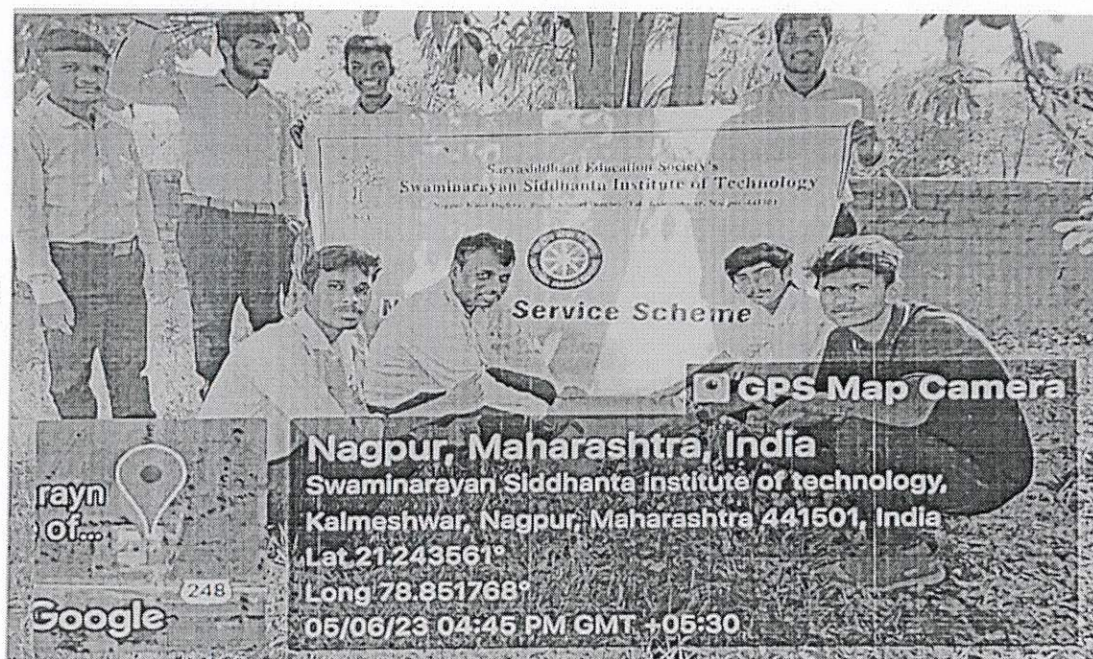 Sarvashiddhant Education Society's
Swaminarayan Siddhanta Institute of Technology
Service Scheme
GPS Map Camera
Nagpur, Maharashtra, India
Swaminarayan Siddhanta institute of technology,
Kalmeshwar, Nagpur, Maharashtra 441501, India
Lat 21.243561°
Long 78.851768°
05/06/23 04:45 PM GMT +05:30
rayn
of...
248
Google